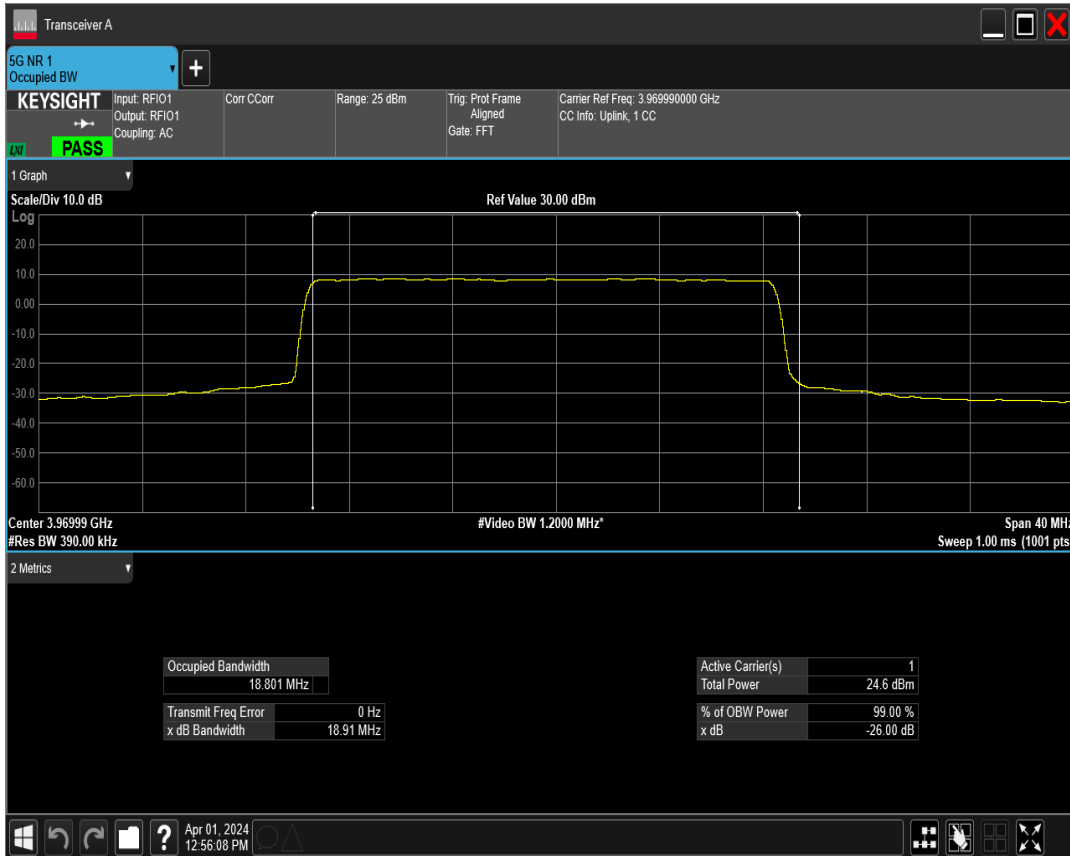 Transceiver A
5G NR 1
Occupied BW
KEYSIGHT
LXI
PASS
Input: RFIO1
Output: RFIO1
Coupling: AC
Corr CCorr
Range: 25 dBm
Trig: Prot Frame
Aligned
Gate: FFT
Carrier Ref Freq: 3.969990000 GHz
CC Info: Uplink, 1 CC
1 Graph
Scale/Div 10.0 dB
Ref Value 30.00 dBm
Log
20.0
10.0
0.00
-10.0
-20.0
-30.0
-40.0
-50.0
-60.0
Center 3.96999 GHz
#Video BW 1.2000 MHz*
Span 40 MHz
#Res BW 390.00 kHz
Sweep 1.00 ms (1001 pts
2 Metrics
Occupied Bandwidth
18.801 MHz
Transmit Freq Error 0 Hz
x dB Bandwidth 18.91 MHz
Active Carrier(s) 1
Total Power 24.6 dBm
% of OBW Power 99.00 %
x dB -26.00 dB
?
Apr 01, 2024
12:56:08 PM